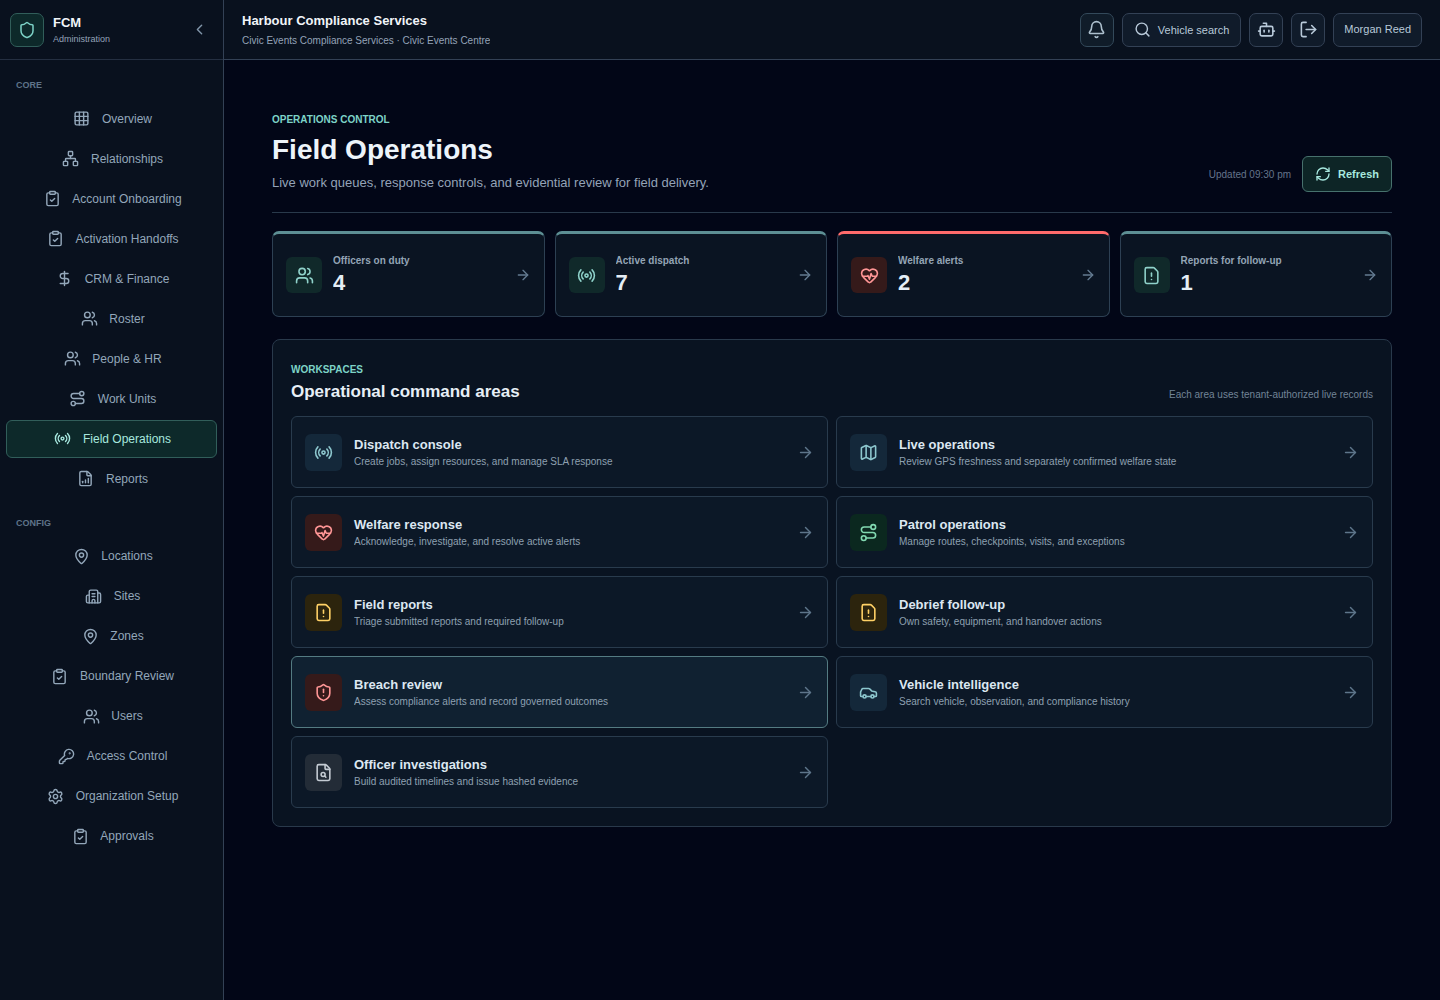 FCM
Administration
Harbour Compliance Services
Civic Events Compliance Services · Civic Events Centre
Vehicle search
Morgan Reed
CORE
Overview
Relationships
Account Onboarding
Activation Handoffs
CRM & Finance
Roster
People & HR
Work Units
Field Operations
Reports
CONFIG
Locations
Sites
Zones
Boundary Review
Users
Access Control
Organization Setup
Approvals
OPERATIONS CONTROL
Field Operations
Live work queues, response controls, and evidential review for field delivery.
Updated 09:30 pm
Refresh
Officers on duty
4
Active dispatch
7
Welfare alerts
2
Reports for follow-up
1
WORKSPACES
Operational command areas
Each area uses tenant-authorized live records
Dispatch console
Create jobs, assign resources, and manage SLA response
Live operations
Review GPS freshness and separately confirmed welfare state
Welfare response
Acknowledge, investigate, and resolve active alerts
Patrol operations
Manage routes, checkpoints, visits, and exceptions
Field reports
Triage submitted reports and required follow-up
Debrief follow-up
Own safety, equipment, and handover actions
Breach review
Assess compliance alerts and record governed outcomes
Vehicle intelligence
Search vehicle, observation, and compliance history
Officer investigations
Build audited timelines and issue hashed evidence